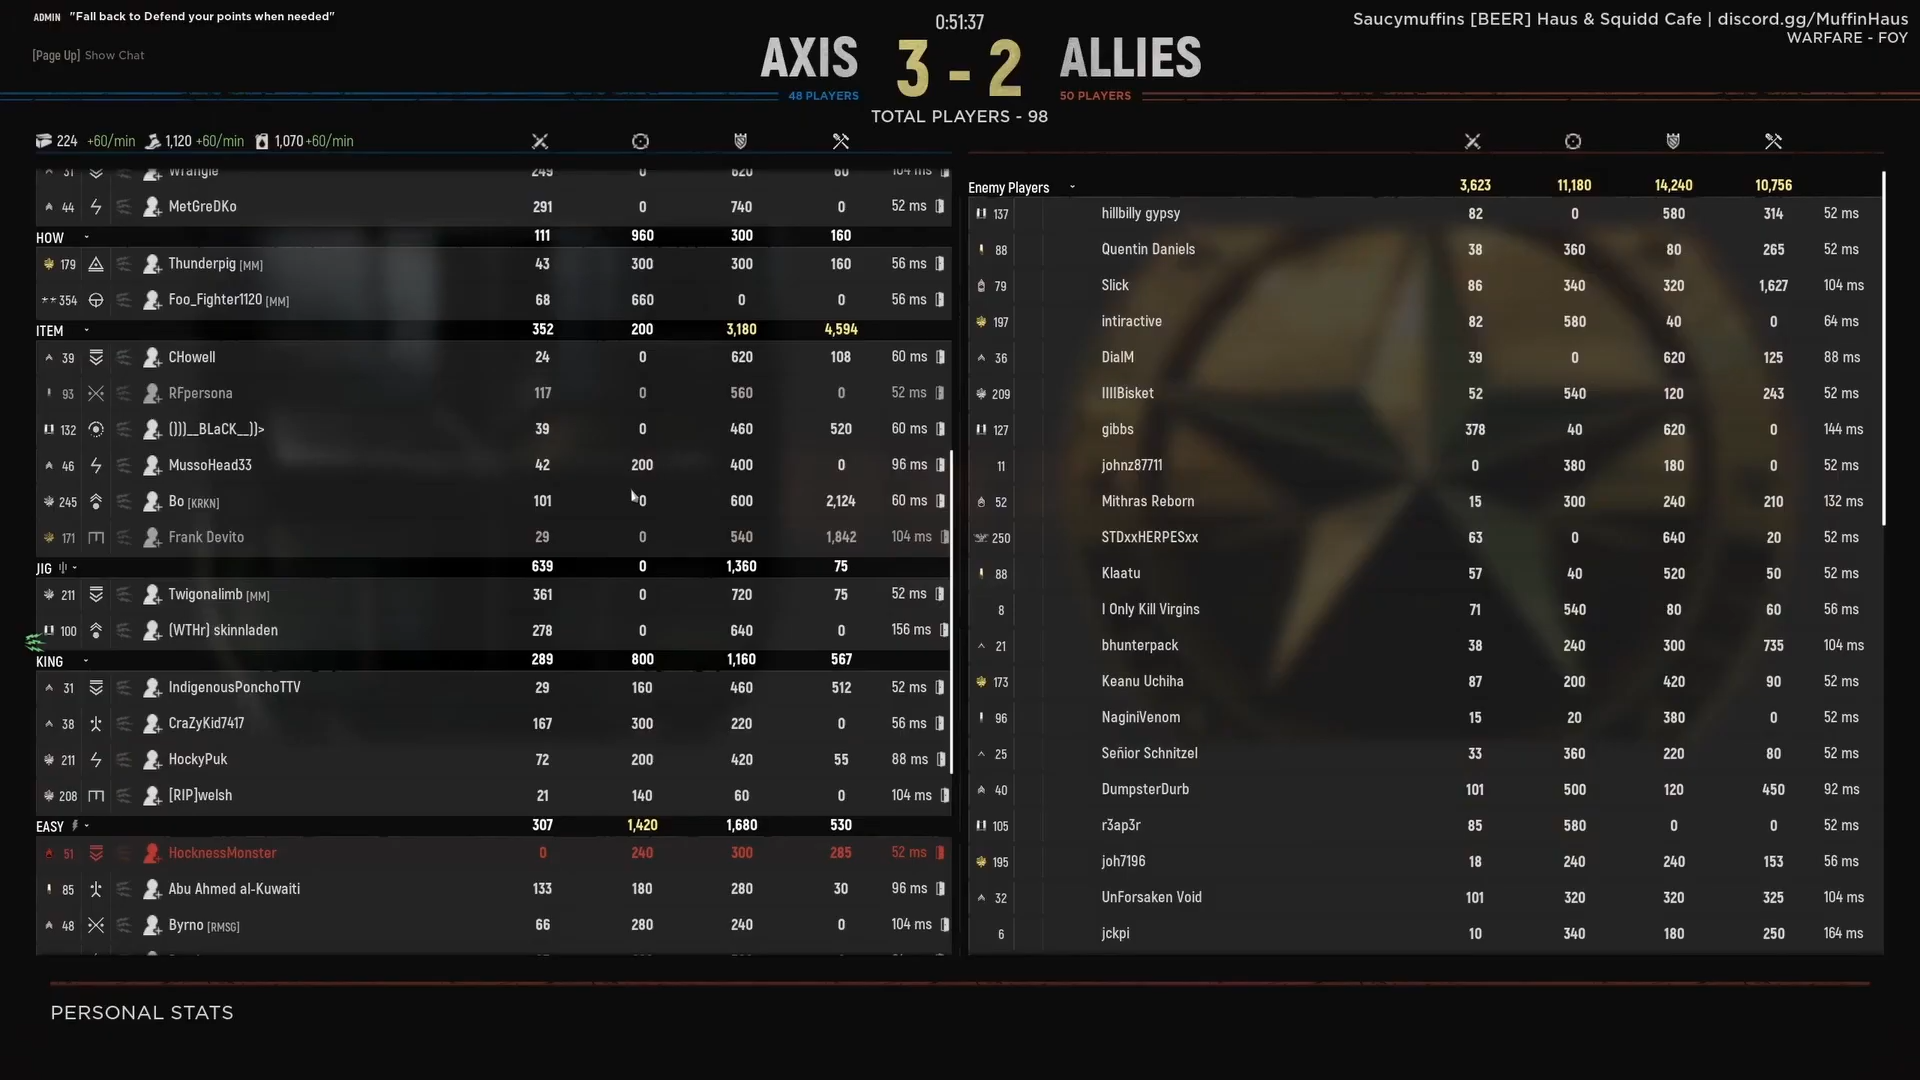 ADMIN "Fall back to Defend your points when needed"
[Page Up] Show Chat
0:51:37
AXIS 3 - 2 ALLIES
48 PLAYERS
50 PLAYERS
TOTAL PLAYERS - 98
Saucymuffins [BEER] Haus & Squidd Cafe | discord.gg/MuffinHaus
WARFARE - FOY
224 +60/min 1,120 +60/min 1,070 +60/min
31 Wrangle 249 0 620 60 104 ms
44 MetGreDKo 291 0 740 0 52 ms
HOW 111 960 300 160
179 Thunderpig [MM] 43 300 300 160 56 ms
354 Foo_Fighter1120 [MM] 68 660 0 0 56 ms
ITEM 352 200 3,180 4,594
39 CHowell 24 0 620 108 60 ms
93 RFpersona 117 0 560 0 52 ms
132 ()))__BLaCK__))> 39 0 460 520 60 ms
46 MussoHead33 42 200 400 0 96 ms
245 Bo [KRKN] 101 0 600 2,124 60 ms
171 Frank Devito 29 0 540 1,842 104 ms
JIG 639 0 1,360 75
211 Twigonalimb [MM] 361 0 720 75 52 ms
100 (WTHr) skinnladen 278 0 640 0 156 ms
KING 289 800 1,160 567
31 IndigenousPonchoTTV 29 160 460 512 52 ms
38 CraZyKid7417 167 300 220 0 56 ms
211 HockyPuk 72 200 420 55 88 ms
208 [RIP]welsh 21 140 60 0 104 ms
EASY 307 1,420 1,680 530
51 HocknessMonster 0 240 300 285 52 ms
85 Abu Ahmed al-Kuwaiti 133 180 280 30 96 ms
48 Byrno [RMSG] 66 280 240 0 104 ms
Enemy Players 3,623 11,180 14,240 10,756
137 hillbilly gypsy 82 0 580 314 52 ms
88 Quentin Daniels 38 360 80 265 52 ms
79 Slick 86 340 320 1,627 104 ms
197 intiractive 82 580 40 0 64 ms
36 DialM 39 0 620 125 88 ms
209 IIIIBisket 52 540 120 243 52 ms
127 gibbs 378 40 620 0 144 ms
11 johnz87711 0 380 180 0 52 ms
52 Mithras Reborn 15 300 240 210 132 ms
250 STDxxHERPESxx 63 0 640 20 52 ms
88 Klaatu 57 40 520 50 52 ms
8 I Only Kill Virgins 71 540 80 60 56 ms
21 bhunterpack 38 240 300 735 104 ms
173 Keanu Uchiha 87 200 420 90 52 ms
96 NaginiVenom 15 20 380 0 52 ms
25 Señior Schnitzel 33 360 220 80 52 ms
40 DumpsterDurb 101 500 120 450 92 ms
105 r3ap3r 85 580 0 0 52 ms
195 joh7196 18 240 240 153 56 ms
32 UnForsaken Void 101 320 320 325 104 ms
6 jckpi 10 340 180 250 164 ms
PERSONAL STATS